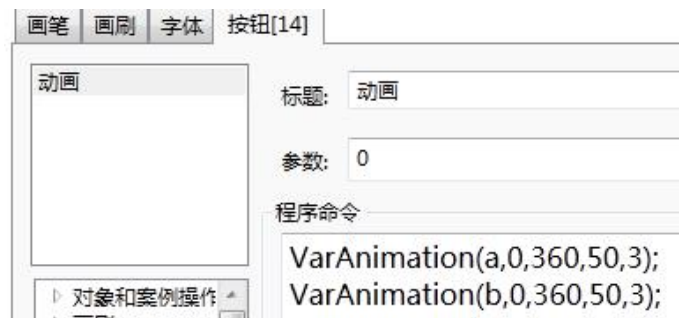 画笔 画刷 字体 按钮[14]
动画
标题: 动画
参数: 0
程序命令
VarAnimation(a,0,360,50,3);
VarAnimation(b,0,360,50,3);
对象和案例操作